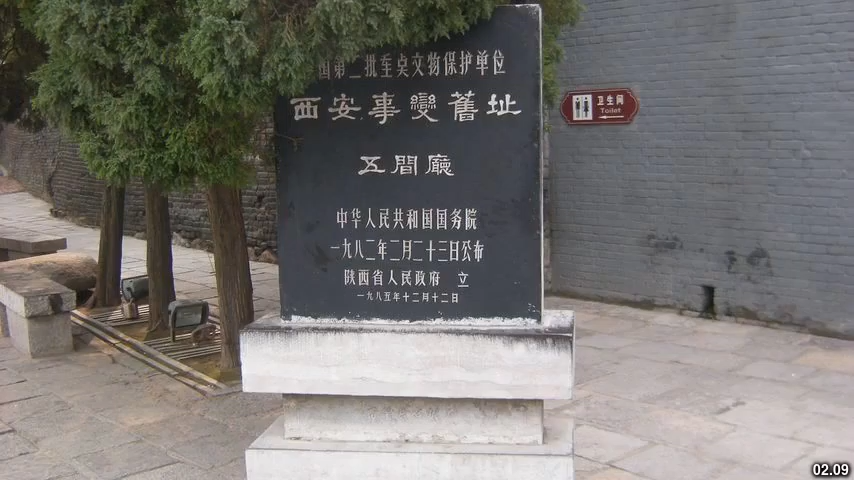 国第二批重点文物保护单位
西安事變舊址
五間廳
中华人民共和国国务院
一九八二年二月二十三日公布
陕西省人民政府 立
一九八五年十二月十二日
卫生间
Toilet
02.09